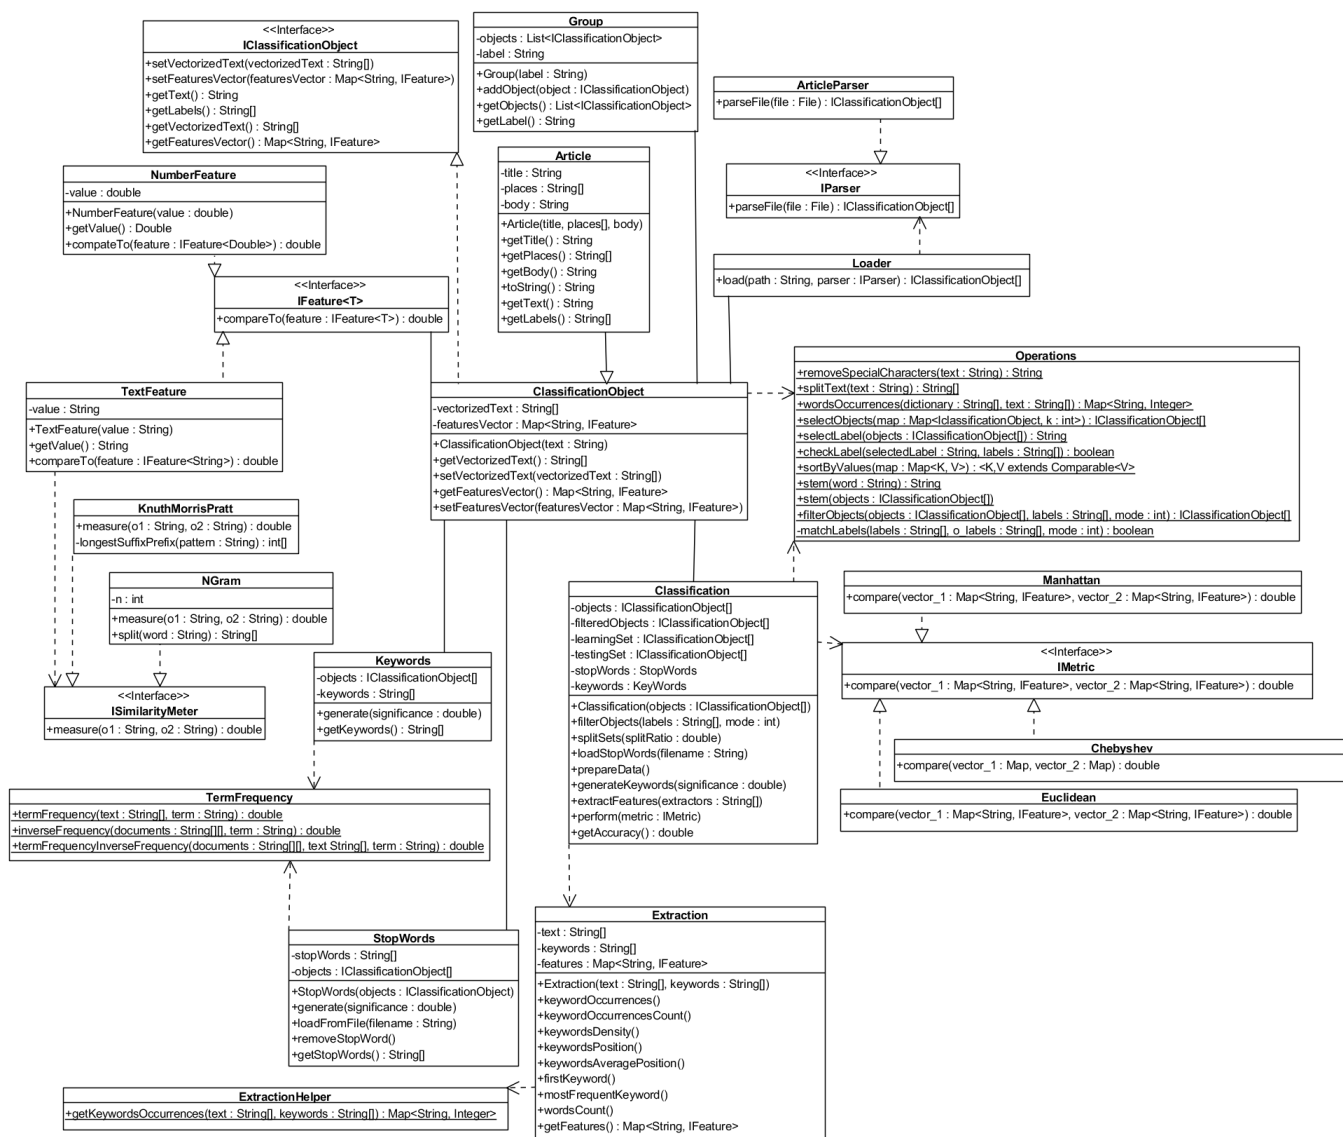 <<Interface>>
IClassificationObject
+setVectorizedText(vectorizedText : String[])
+setFeaturesVector(featuresVector : Map<String, IFeature>)
+getText() : String
+getLabels() : String[]
+getVectorizedText() : String[]
+getFeaturesVector() : Map<String, IFeature>
Group
-objects : List<IClassificationObject>
-label : String
+Group(label : String)
+addObject(object : IClassificationObject)
+getObjects() : List<IClassificationObject>
+getLabel() : String
ArticleParser
+parseFile(file : File) : IClassificationObject[]
<<Interface>>
IParser
+parseFile(file : File) : IClassificationObject[]
Loader
+load(path : String, parser : IParser) : IClassificationObject[]
NumberFeature
-value : double
+NumberFeature(value : double)
+getValue() : Double
+compateTo(feature : IFeature<Double>) : double
Article
-title : String
-places : String[]
-body : String
+Article(title, places[], body)
+getTitle() : String
+getPlaces() : String[]
+getBody() : String
+toString() : String
+getText() : String
+getLabels() : String[]
<<Interface>>
IFeature<T>
+compareTo(feature : IFeature<T>) : double
TextFeature
-value : String
+TextFeature(value : String)
+getValue() : String
+compareTo(feature : IFeature<String>) : double
ClassificationObject
-vectorizedText : String[]
-featuresVector : Map<String, IFeature>
+ClassificationObject(text : String)
+getVectorizedText() : String[]
+setVectorizedText(vectorizedText : String[])
+getFeaturesVector() : Map<String, IFeature>
+setFeaturesVector(featuresVector : Map<String, IFeature>)
Operations
+removeSpecialCharacters(text : String) : String
+splitText(text : String) : String[]
+wordsOccurrences(dictionary : String[], text : String[]) : Map<String, Integer>
+selectObjects(map : Map<IclassificationObject, k : int>) : IClassificationObject[]
+selectLabel(objects : IClassificationObject[]) : String
+checkLabel(selectedLabel : String, labels : String[]) : boolean
+sortByValues(map : Map<K, V>) : <K,V extends Comparable<V>
+stem(word : String) : String
+stem(objects : IClassificationObject[])
+filterObjects(objects : IClassificationObject[], labels : String[], mode : int) : IClassificationObject[]
-matchLabels(labels : String[], o_labels : String[], mode : int) : boolean
KnuthMorrisPratt
+measure(o1 : String, o2 : String) : double
-longestSuffixPrefix(pattern : String) : int[]
NGram
-n : int
+measure(o1 : String, o2 : String) : double
+split(word : String) : String[]
<<Interface>>
ISimilarityMeter
+measure(o1 : String, o2 : String) : double
Keywords
-objects : IClassificationObject[]
-keywords : String[]
+generate(significance : double)
+getKeywords() : String[]
Classification
-objects : IClassificationObject[]
-filteredObjects : IClassificationObject[]
-learningSet : IClassificationObject[]
-testingSet : IClassificationObject[]
-stopWords : StopWords
-keywords : KeyWords
+Classification(objects : IClassificationObject[])
+filterObjects(labels : String[], mode : int)
+splitSets(splitRatio : double)
+loadStopWords(filename : String)
+prepareData()
+generateKeywords(significance : double)
+extractFeatures(extractors : String[])
+perform(metric : IMetric)
+getAccuracy() : double
Manhattan
+compare(vector_1 : Map<String, IFeature>, vector_2 : Map<String, IFeature>) : double
<<Interface>>
IMetric
+compare(vector_1 : Map<String, IFeature>, vector_2 : Map<String, IFeature>) : double
Chebyshev
+compare(vector_1 : Map, vector_2 : Map) : double
Euclidean
+compare(vector_1 : Map<String, IFeature>, vector_2 : Map<String, IFeature>) : double
TermFrequency
+termFrequency(text : String[], term : String) : double
+inverseFrequency(documents : String[][], term : String) : double
+termFrequencyInverseFrequency(documents : String[][], text String[], term : String) : double
StopWords
-stopWords : String[]
-objects : IClassificationObject[]
+StopWords(objects : IClassificationObject)
+generate(significance : double)
+loadFromFile(filename : String)
+removeStopWord()
+getStopWords() : String[]
Extraction
-text : String[]
-keywords : String[]
-features : Map<String, IFeature>
+Extraction(text : String[], keywords : String[])
+keywordOccurrences()
+keywordOccurrencesCount()
+keywordsDensity()
+keywordsPosition()
+keywordsAveragePosition()
+firstKeyword()
+mostFrequentKeyword()
+wordsCount()
+getFeatures() : Map<String, IFeature>
ExtractionHelper
+getKeywordsOccurrences(text : String[], keywords : String[]) : Map<String, Integer>